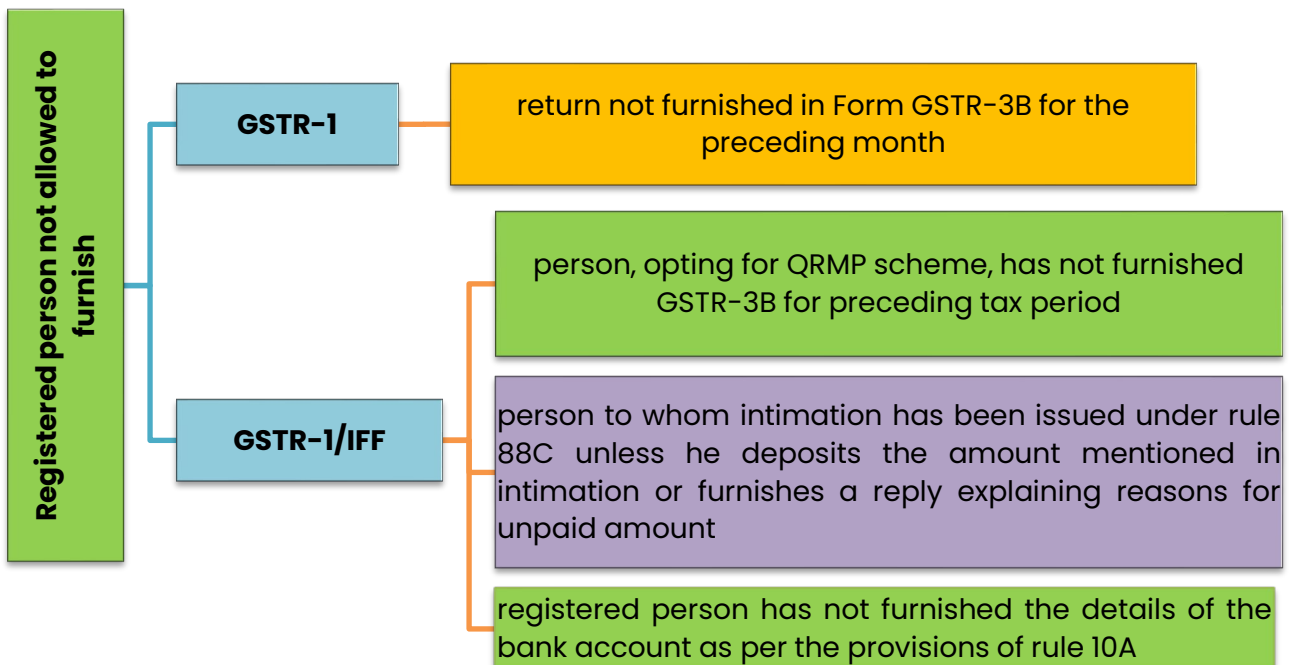 Registered person not allowed to
furnish
GSTR-1
return not furnished in Form GSTR-3B for the
preceding month
GSTR-1/IFF
person, opting for QRMP scheme, has not furnished
GSTR-3B for preceding tax period
person to whom intimation has been issued under rule
88C unless he deposits the amount mentioned in
intimation or furnishes a reply explaining reasons for
unpaid amount
registered person has not furnished the details of the
bank account as per the provisions of rule 10A